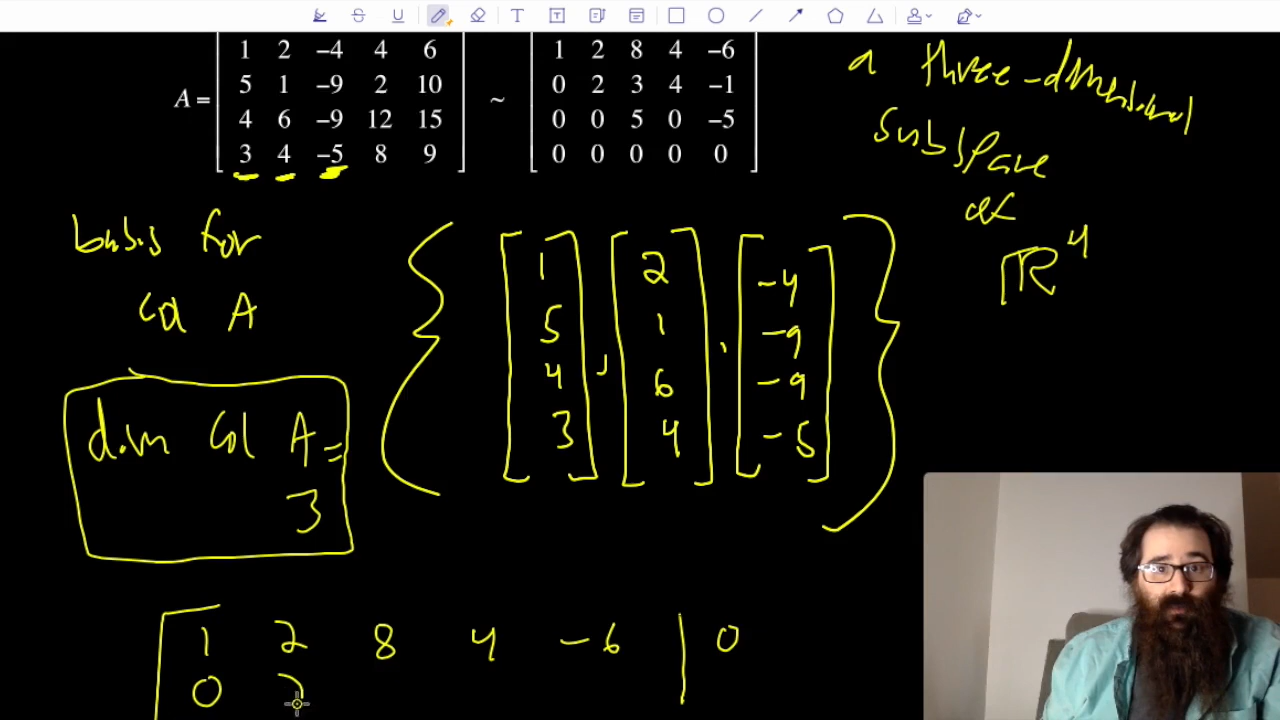 A = [1 2 −4 4 6] ~ [1 2 8 4 −6]
[5 1 −9 2 10] [0 2 3 4 −1]
[4 6 −9 12 15] [0 0 5 0 −5]
[3 4 −5 8 9] [0 0 0 0 0]
a three-dimensional
subspace
of
ℝ⁴
basis for
col A
{ [1 5 4 3], [2 1 6 4], [-4 -9 -9 -5] }
dim Col A =
3
[1 2 8 4 -6 | 0
0 2